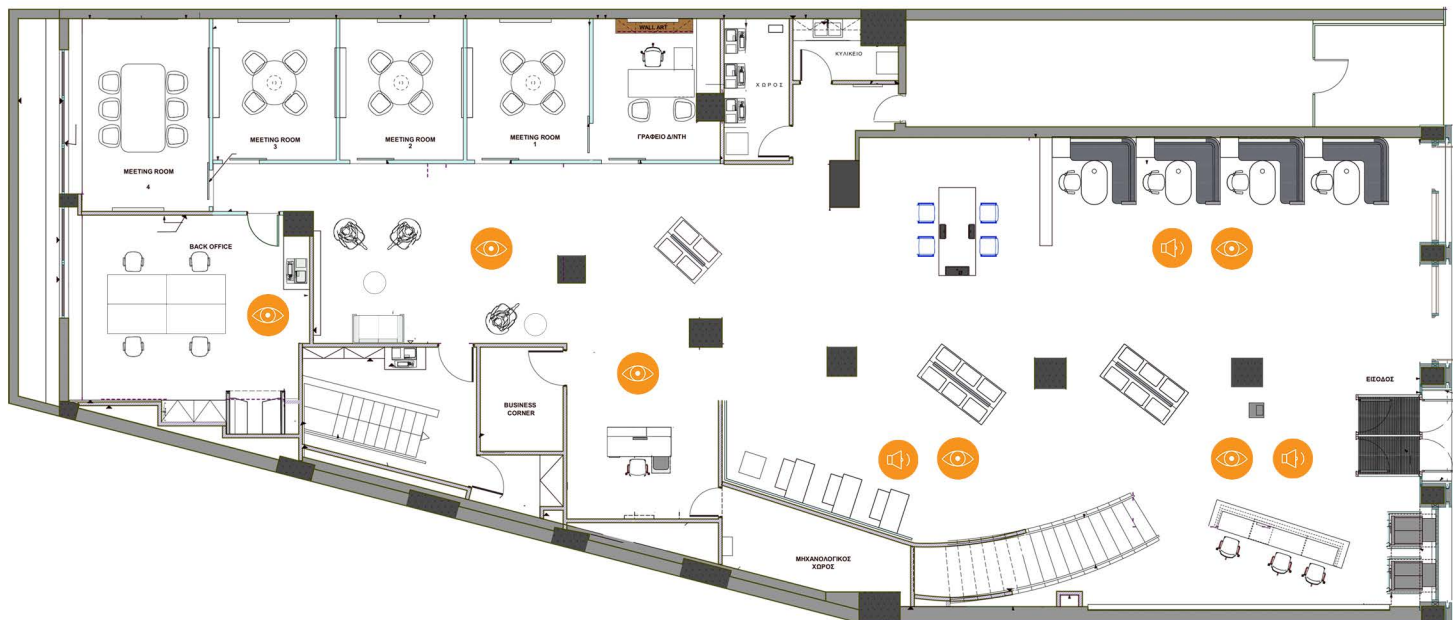 WALL ART
ΚΥΛΙΚΕΙΟ
ΧΩΡΟΣ
MEETING ROOM
3
MEETING ROOM
2
MEETING ROOM
1
ΓΡΑΦΕΙΟ Δ/ΝΤΗ
MEETING ROOM
4
BACK OFFICE
ΕΙΣΟΔΟΣ
BUSINESS
CORNER
ΜΗΧΑΝΟΛΟΓΙΚΟΣ
ΧΩΡΟΣ